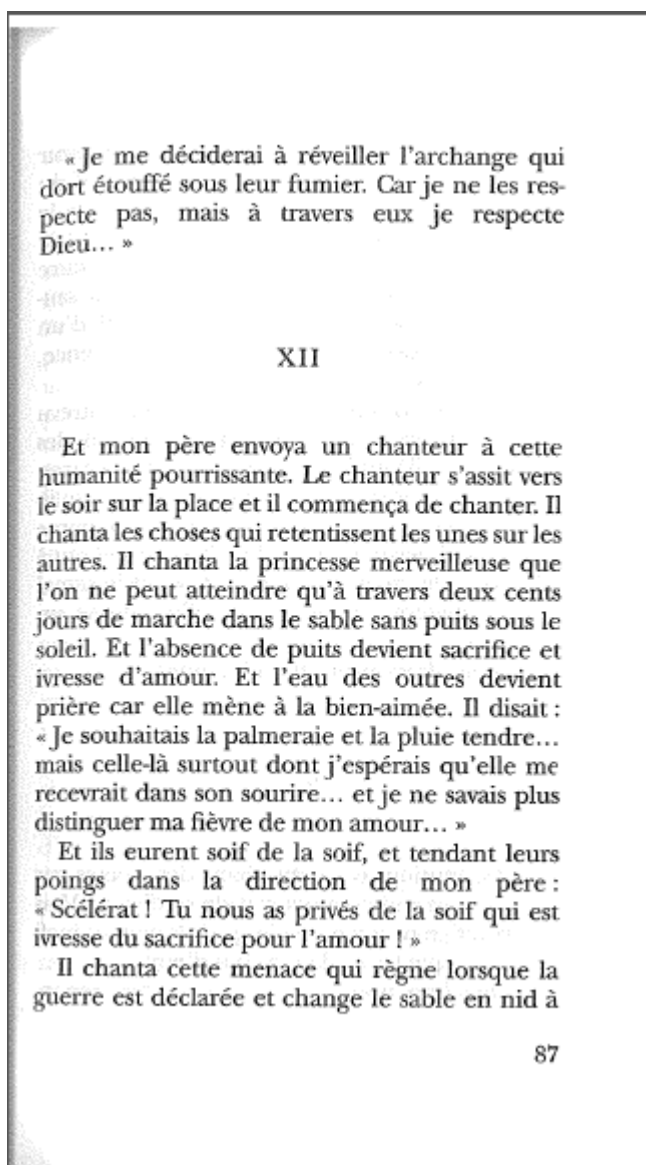 « Je me déciderai à réveiller l'archange qui
dort étouffé sous leur fumier. Car je ne les res-
pecte pas, mais à travers eux je respecte
Dieu... »
XII
Et mon père envoya un chanteur à cette
humanité pourrissante. Le chanteur s'assit vers
le soir sur la place et il commença de chanter. Il
chanta les choses qui retentissent les unes sur les
autres. Il chanta la princesse merveilleuse que
l'on ne peut atteindre qu'à travers deux cents
jours de marche dans le sable sans puits sous le
soleil. Et l'absence de puits devient sacrifice et
ivresse d'amour. Et l'eau des outres devient
prière car elle mène à la bien-aimée. Il disait :
« Je souhaitais la palmeraie et la pluie tendre...
mais celle-là surtout dont j'espérais qu'elle me
recevrait dans son sourire... et je ne savais plus
distinguer ma fièvre de mon amour... »
Et ils eurent soif de la soif, et tendant leurs
poings dans la direction de mon père :
« Scélérat ! Tu nous as privés de la soif qui est
ivresse du sacrifice pour l'amour ! »
Il chanta cette menace qui règne lorsque la
guerre est déclarée et change le sable en nid à
87